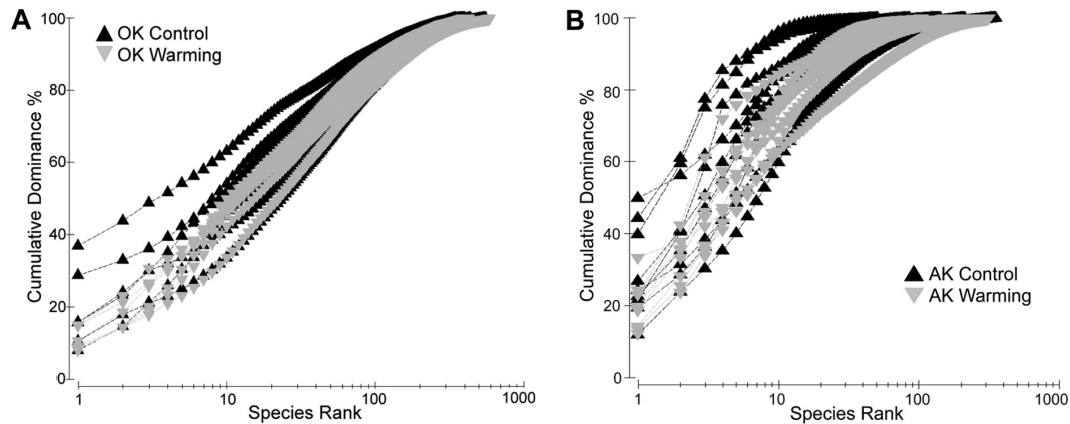 A
Cumulative Dominance %
100
80
60
40
20
0
OK Control
OK Warming
1
10
100
1000
Species Rank
B
Cumulative Dominance %
100
80
60
40
20
0
AK Control
AK Warming
1
10
100
1000
Species Rank